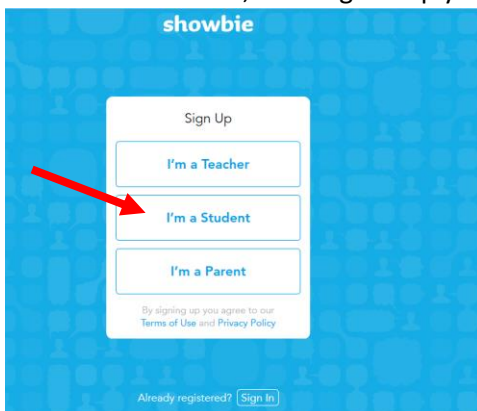 showbie
Sign Up
I'm a Teacher
I'm a Student
I'm a Parent
By signing up you agree to our
Terms of Use and Privacy Policy
Already registered? Sign In